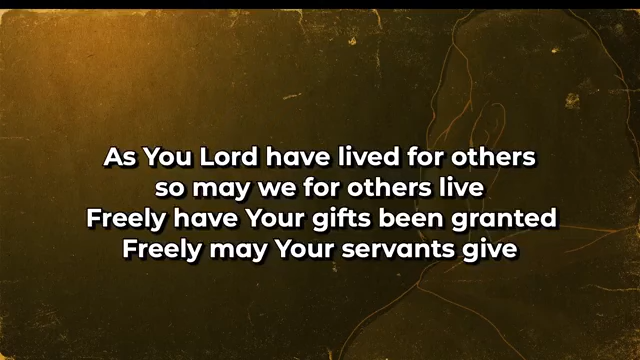 As You Lord have lived for others
so may we for others live
Freely have Your gifts been granted
Freely may Your servants give